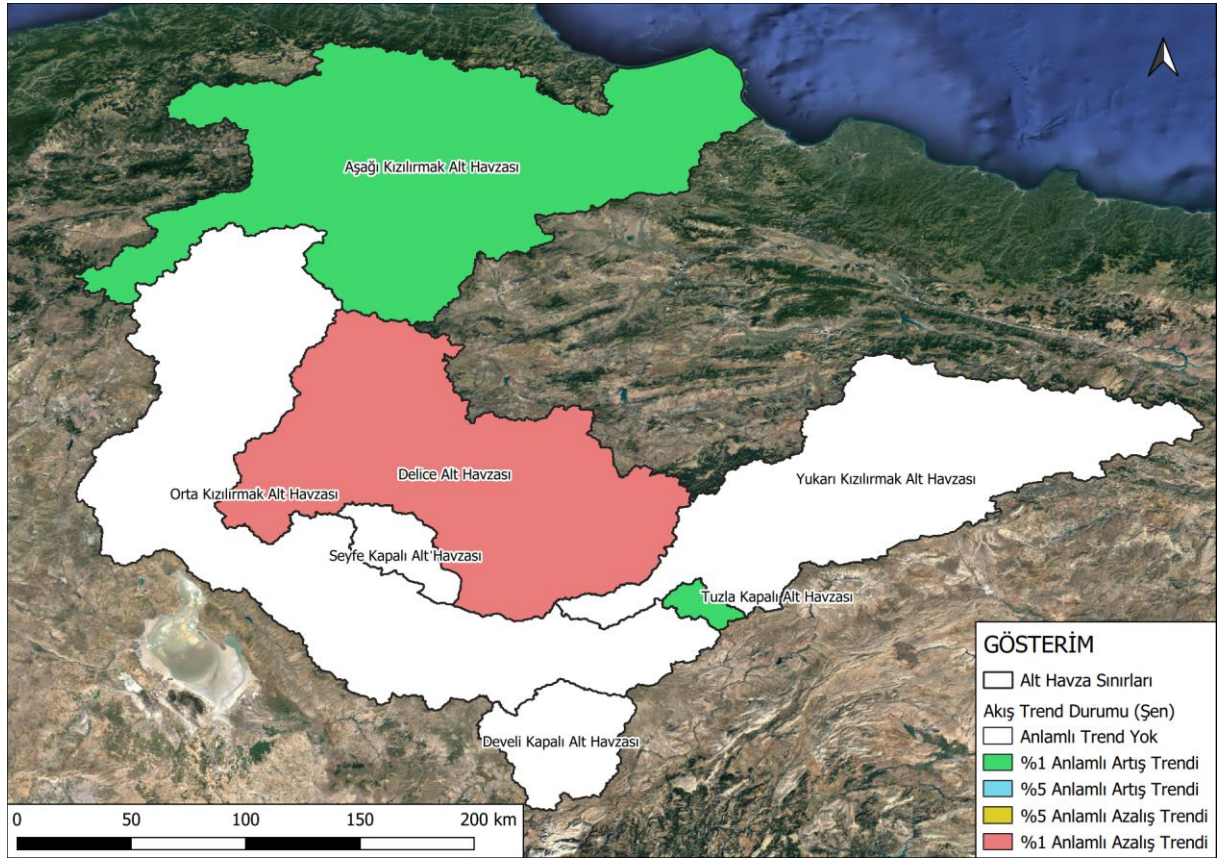 Aşağı Kızılırmak Alt Havzası
Delice Alt Havzası
Yukarı Kızılırmak Alt Havzası
Orta Kızılırmak Alt Havzası
Seyfe Kapalı Alt Havzası
Tuzla Kapalı Alt Havzası
Develi Kapalı Alt Havzası
GÖSTERİM
Alt Havza Sınırları
Akış Trend Durumu (Şen)
Anlamlı Trend Yok
%1 Anlamlı Artış Trendi
%5 Anlamlı Artış Trendi
%5 Anlamlı Azalış Trendi
%1 Anlamlı Azalış Trendi
0 50 100 150 200 km